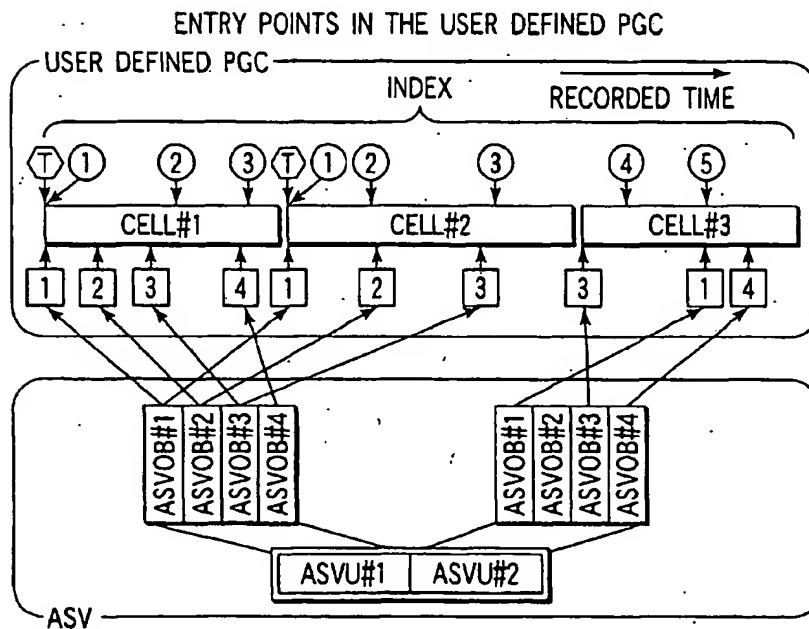 ENTRY POINTS IN THE USER DEFINED PGC
USER DEFINED PGC
INDEX
RECORDED TIME
T 1 2 3 T 1 2 3 4 5
CELL#1 CELL#2 CELL#3
1 2 3 4 1 2 3 3 1 4
ASVOB#1
ASVOB#2
ASVOB#3
ASVOB#4
ASVOB#1
ASVOB#2
ASVOB#3
ASVOB#4
ASVU#1 ASVU#2
ASV